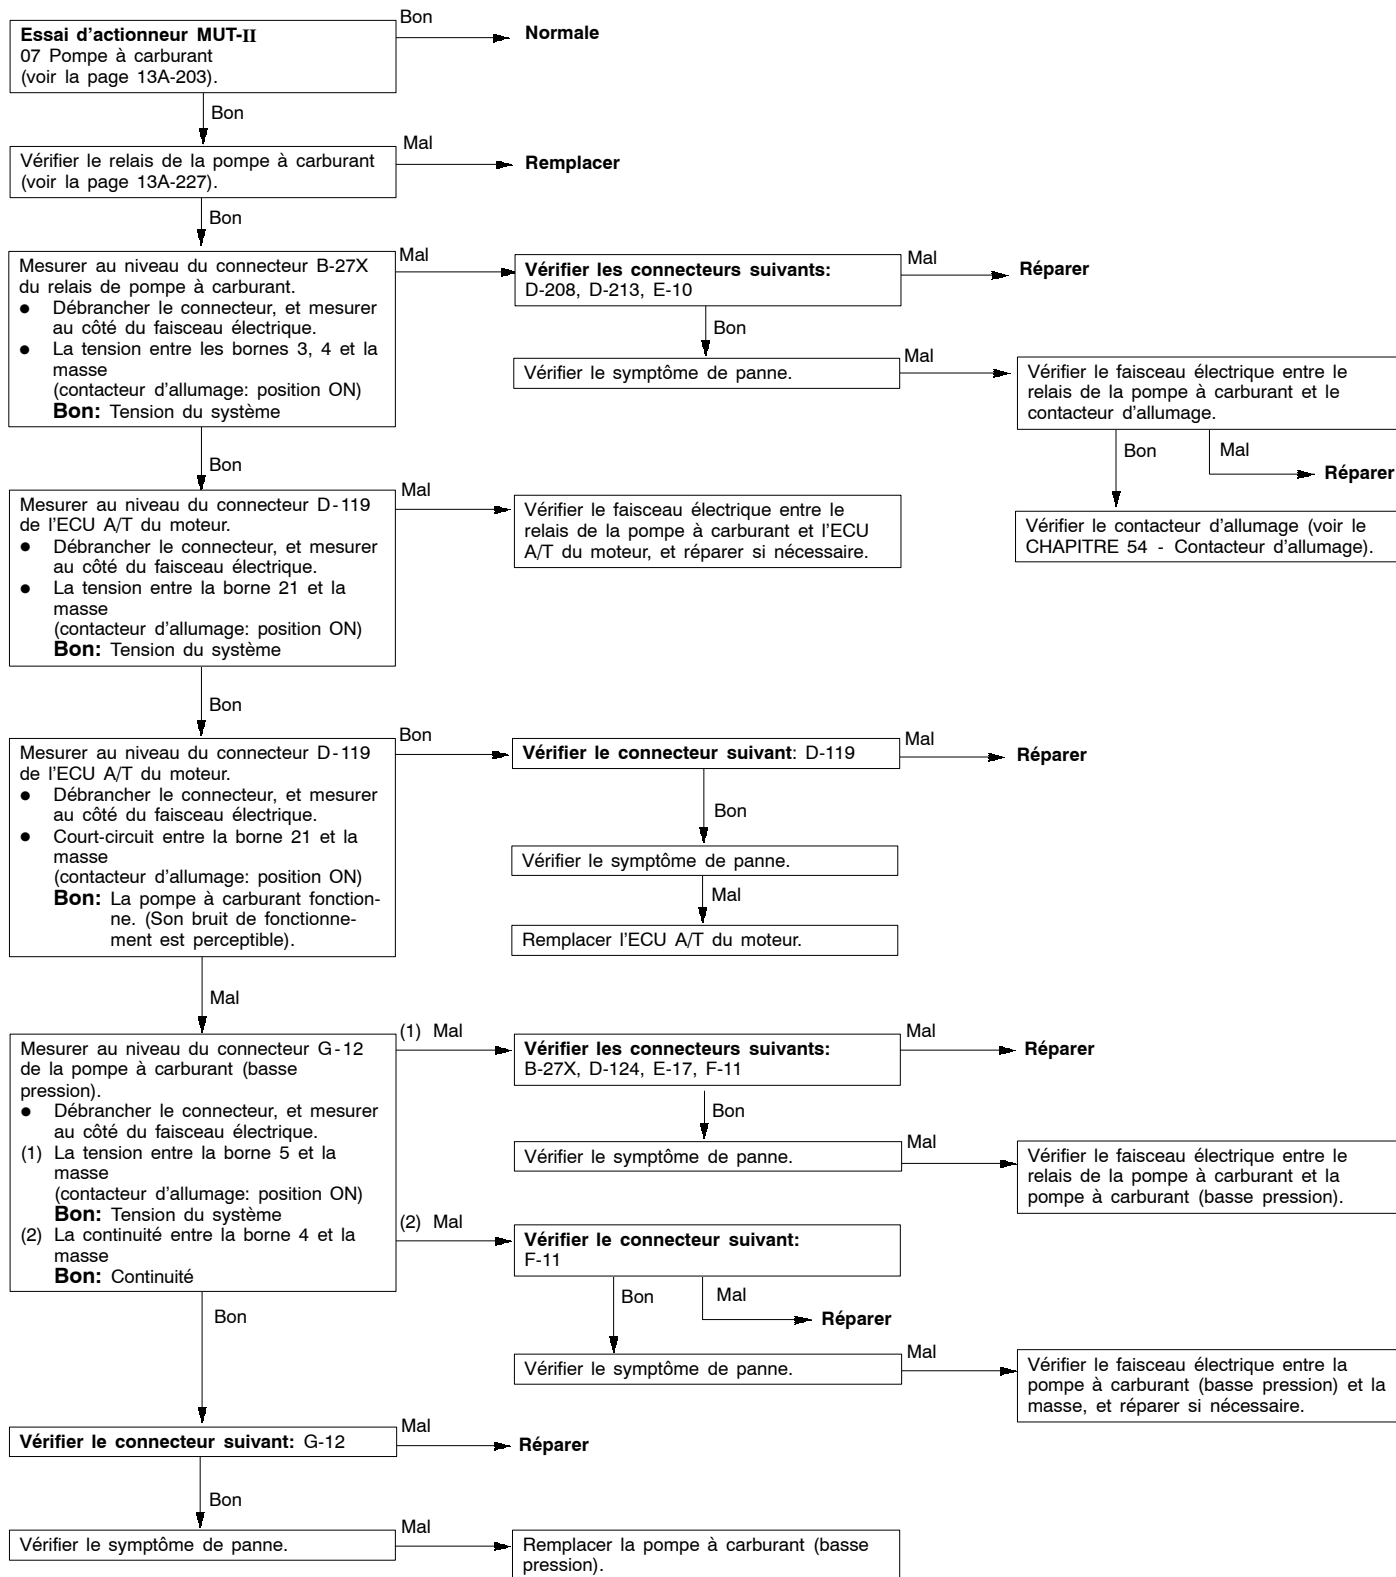 Essai d'actionneur MUT-II
07 Pompe à carburant
(voir la page 13A-203).
Bon
Normale
Bon
Vérifier le relais de la pompe à carburant
(voir la page 13A-227).
Mal
Remplacer
Bon
Mesurer au niveau du connecteur B-27X
du relais de pompe à carburant.
● Débrancher le connecteur, et mesurer
au côté du faisceau électrique.
● La tension entre les bornes 3, 4 et la
masse
(contacteur d'allumage: position ON)
Bon: Tension du système
Mal
Vérifier les connecteurs suivants:
D-208, D-213, E-10
Mal
Réparer
Bon
Vérifier le symptôme de panne.
Mal
Vérifier le faisceau électrique entre le
relais de la pompe à carburant et le
contacteur d'allumage.
Bon
Mal
Réparer
Vérifier le contacteur d'allumage (voir le
CHAPITRE 54 - Contacteur d'allumage).
Bon
Mesurer au niveau du connecteur D-119
de l'ECU A/T du moteur.
● Débrancher le connecteur, et mesurer
au côté du faisceau électrique.
● La tension entre la borne 21 et la
masse
(contacteur d'allumage: position ON)
Bon: Tension du système
Mal
Vérifier le faisceau électrique entre le
relais de la pompe à carburant et l'ECU
A/T du moteur, et réparer si nécessaire.
Bon
Mesurer au niveau du connecteur D-119
de l'ECU A/T du moteur.
● Débrancher le connecteur, et mesurer
au côté du faisceau électrique.
● Court-circuit entre la borne 21 et la
masse
(contacteur d'allumage: position ON)
Bon: La pompe à carburant fonction-
ne. (Son bruit de fonctionne-
ment est perceptible).
Bon
Vérifier le connecteur suivant: D-119
Mal
Réparer
Bon
Vérifier le symptôme de panne.
Mal
Remplacer l'ECU A/T du moteur.
Mal
Mesurer au niveau du connecteur G-12
de la pompe à carburant (basse
pression).
● Débrancher le connecteur, et mesurer
au côté du faisceau électrique.
(1) La tension entre la borne 5 et la
masse
(contacteur d'allumage: position ON)
Bon: Tension du système
(2) La continuité entre la borne 4 et la
masse
Bon: Continuité
(1) Mal
Vérifier les connecteurs suivants:
B-27X, D-124, E-17, F-11
Mal
Réparer
Bon
Vérifier le symptôme de panne.
Mal
Vérifier le faisceau électrique entre le
relais de la pompe à carburant et la
pompe à carburant (basse pression).
(2) Mal
Vérifier le connecteur suivant:
F-11
Bon
Mal
Réparer
Vérifier le symptôme de panne.
Mal
Vérifier le faisceau électrique entre la
pompe à carburant (basse pression) et la
masse, et réparer si nécessaire.
Bon
Vérifier le connecteur suivant: G-12
Mal
Réparer
Bon
Vérifier le symptôme de panne.
Mal
Remplacer la pompe à carburant (basse
pression).